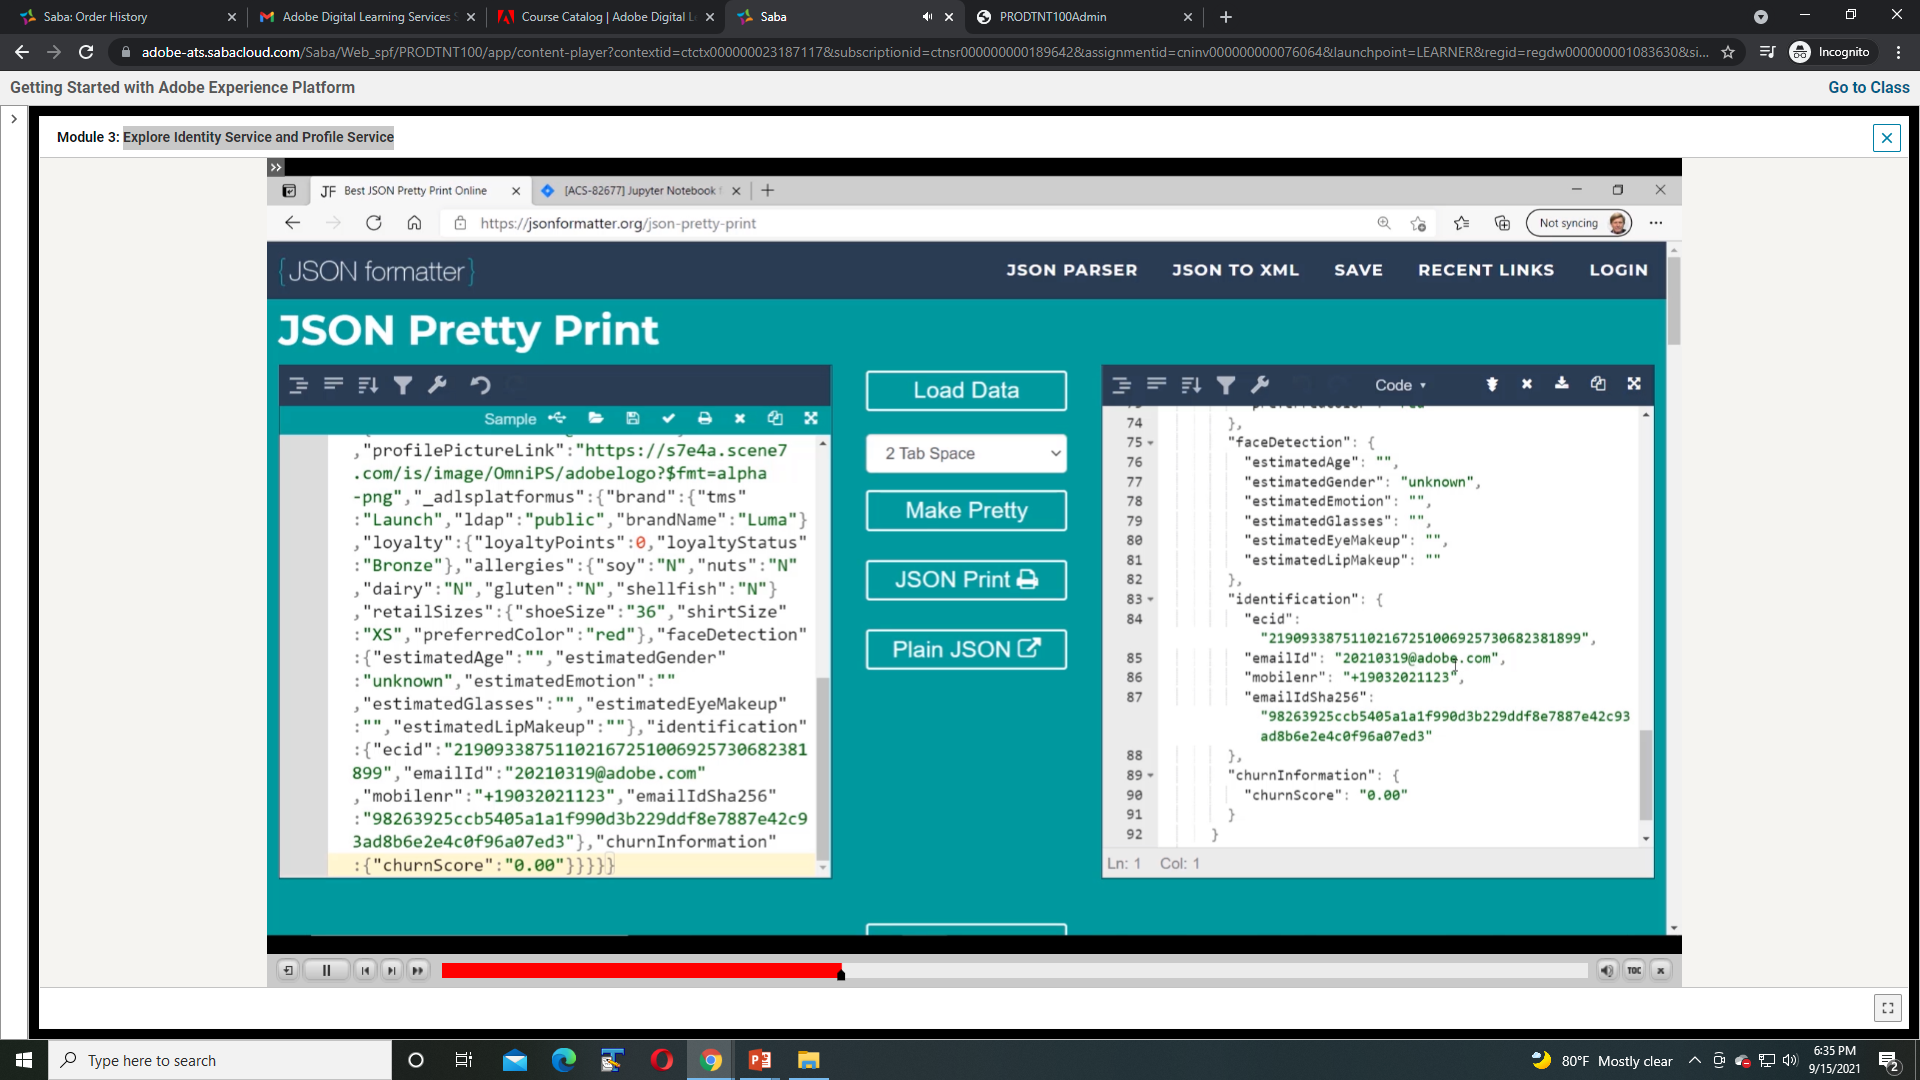 Saba: Order History
Adobe Digital Learning Services S
Course Catalog | Adobe Digital L
Saba
PRODTNT100Admin
adobe-ats.sabacloud.com/Saba/Web_spf/PRODTNT100/app/content-player?contextid=ctctx000000023187117&subscriptionid=ctnsr000000000189642&assignmentid=cninv000000000076064&launchpoint=LEARNER&regid=regdw000000001083630&si...
Incognito
Getting Started with Adobe Experience Platform
Go to Class
Module 3: Explore Identity Service and Profile Service
JF Best JSON Pretty Print Online
[ACS-82677] Jupyter Notebook
https://jsonformatter.org/json-pretty-print
Not syncing
{JSON formatter}
JSON PARSER
JSON TO XML
SAVE
RECENT LINKS
LOGIN
JSON Pretty Print
Sample
,"profilePictureLink":"https://s7e4a.scene7
.com/is/image/OmniPS/adobelogo?$fmt=alpha
-png","_adlsplatformus":{"brand":{"tms"
:"Launch","ldap":"public","brandName":"Luma"}
,"loyalty":{"loyaltyPoints":0,"loyaltyStatus"
:"Bronze"},"allergies":{"soy":"N","nuts":"N"
,"dairy":"N","gluten":"N","shellfish":"N"}
,"retailSizes":{"shoeSize":"36","shirtSize"
:"XS","preferredColor":"red"},"faceDetection"
:{"estimatedAge":"","estimatedGender"
:"unknown","estimatedEmotion":""
,"estimatedGlasses":"","estimatedEyeMakeup"
:"","estimatedLipMakeup":""},"identification"
:{"ecid":"21909338751102167251006925730682381
899","emailId":"20210319@adobe.com"
,"mobilenr":"+19032021123","emailIdSha256"
:"98263925ccb5405a1a1f990d3b229ddf8e7887e42c9
3ad8b6e2e4c0f96a07ed3"},"churnInformation"
:{"churnScore":"0.00"}}}}}
Load Data
2 Tab Space
Make Pretty
JSON Print
Plain JSON
Code
74 },
75 "faceDetection": {
76 "estimatedAge": "",
77 "estimatedGender": "unknown",
78 "estimatedEmotion": "",
79 "estimatedGlasses": "",
80 "estimatedEyeMakeup": "",
81 "estimatedLipMakeup": ""
82 },
83 "identification": {
84 "ecid":
"21909338751102167251006925730682381899",
85 "emailId": "20210319@adobe.com",
86 "mobilenr": "+19032021123",
87 "emailIdSha256":
"98263925ccb5405a1a1f990d3b229ddf8e7887e42c93
ad8b6e2e4c0f96a07ed3"
88 },
89 "churnInformation": {
90 "churnScore": "0.00"
91 }
92 }
Ln: 1 Col: 1
TOC
Type here to search
80°F Mostly clear
6:35 PM
9/15/2021
2